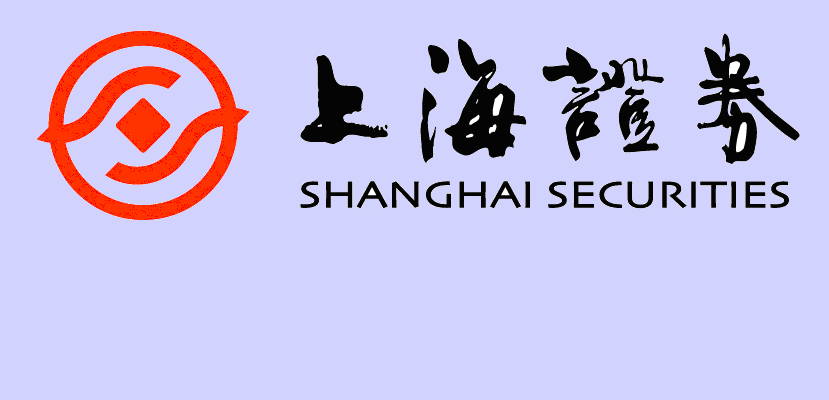 上海證券
SHANGHAI SECURITIES